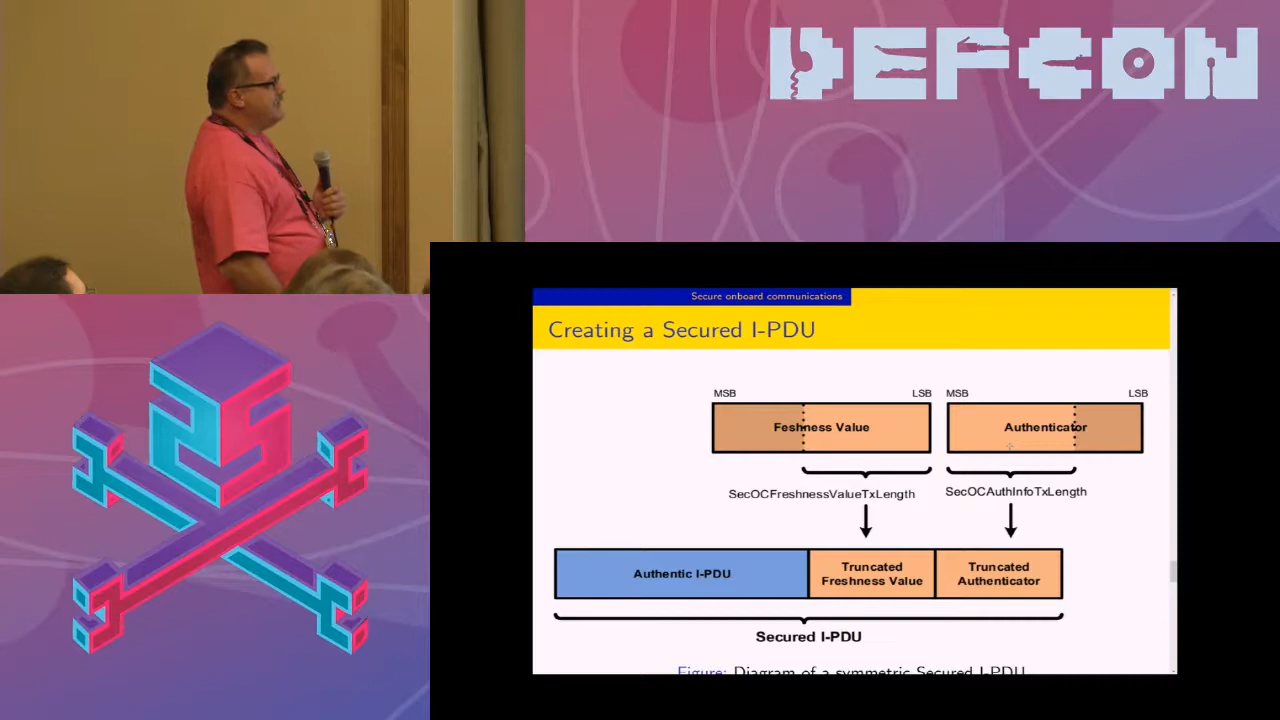 DEFCON
Secure onboard communications
Creating a Secured I-PDU
MSB
LSB
MSB
LSB
Feshness Value
Authenticator
SecOCFreshnessValueTxLength
SecOCAuthInfoTxLength
Authentic I-PDU
Truncated
Freshness Value
Truncated
Authenticator
Secured I-PDU
Figure: Diagram of a symmetric Secured I-PDU